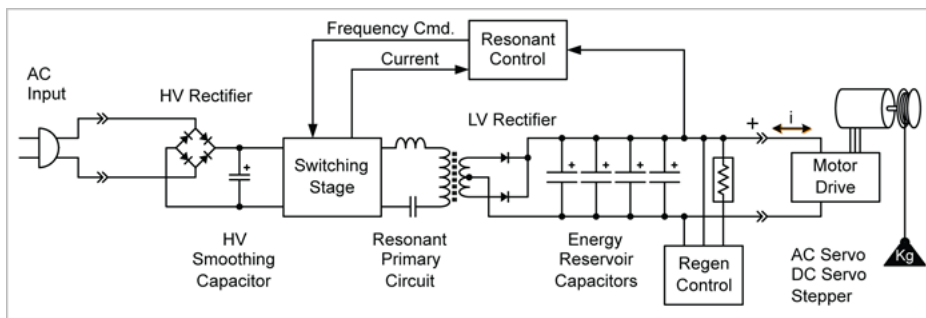 Frequency Cmd.
Current
Resonant
Control
AC
Input
HV Rectifier
LV Rectifier
+
i
Switching
Stage
+
+
+
+
+
Motor
Drive
HV
Smoothing
Capacitor
Resonant
Primary
Circuit
Energy
Reservoir
Capacitors
Regen
Control
AC Servo
DC Servo
Stepper
Kg